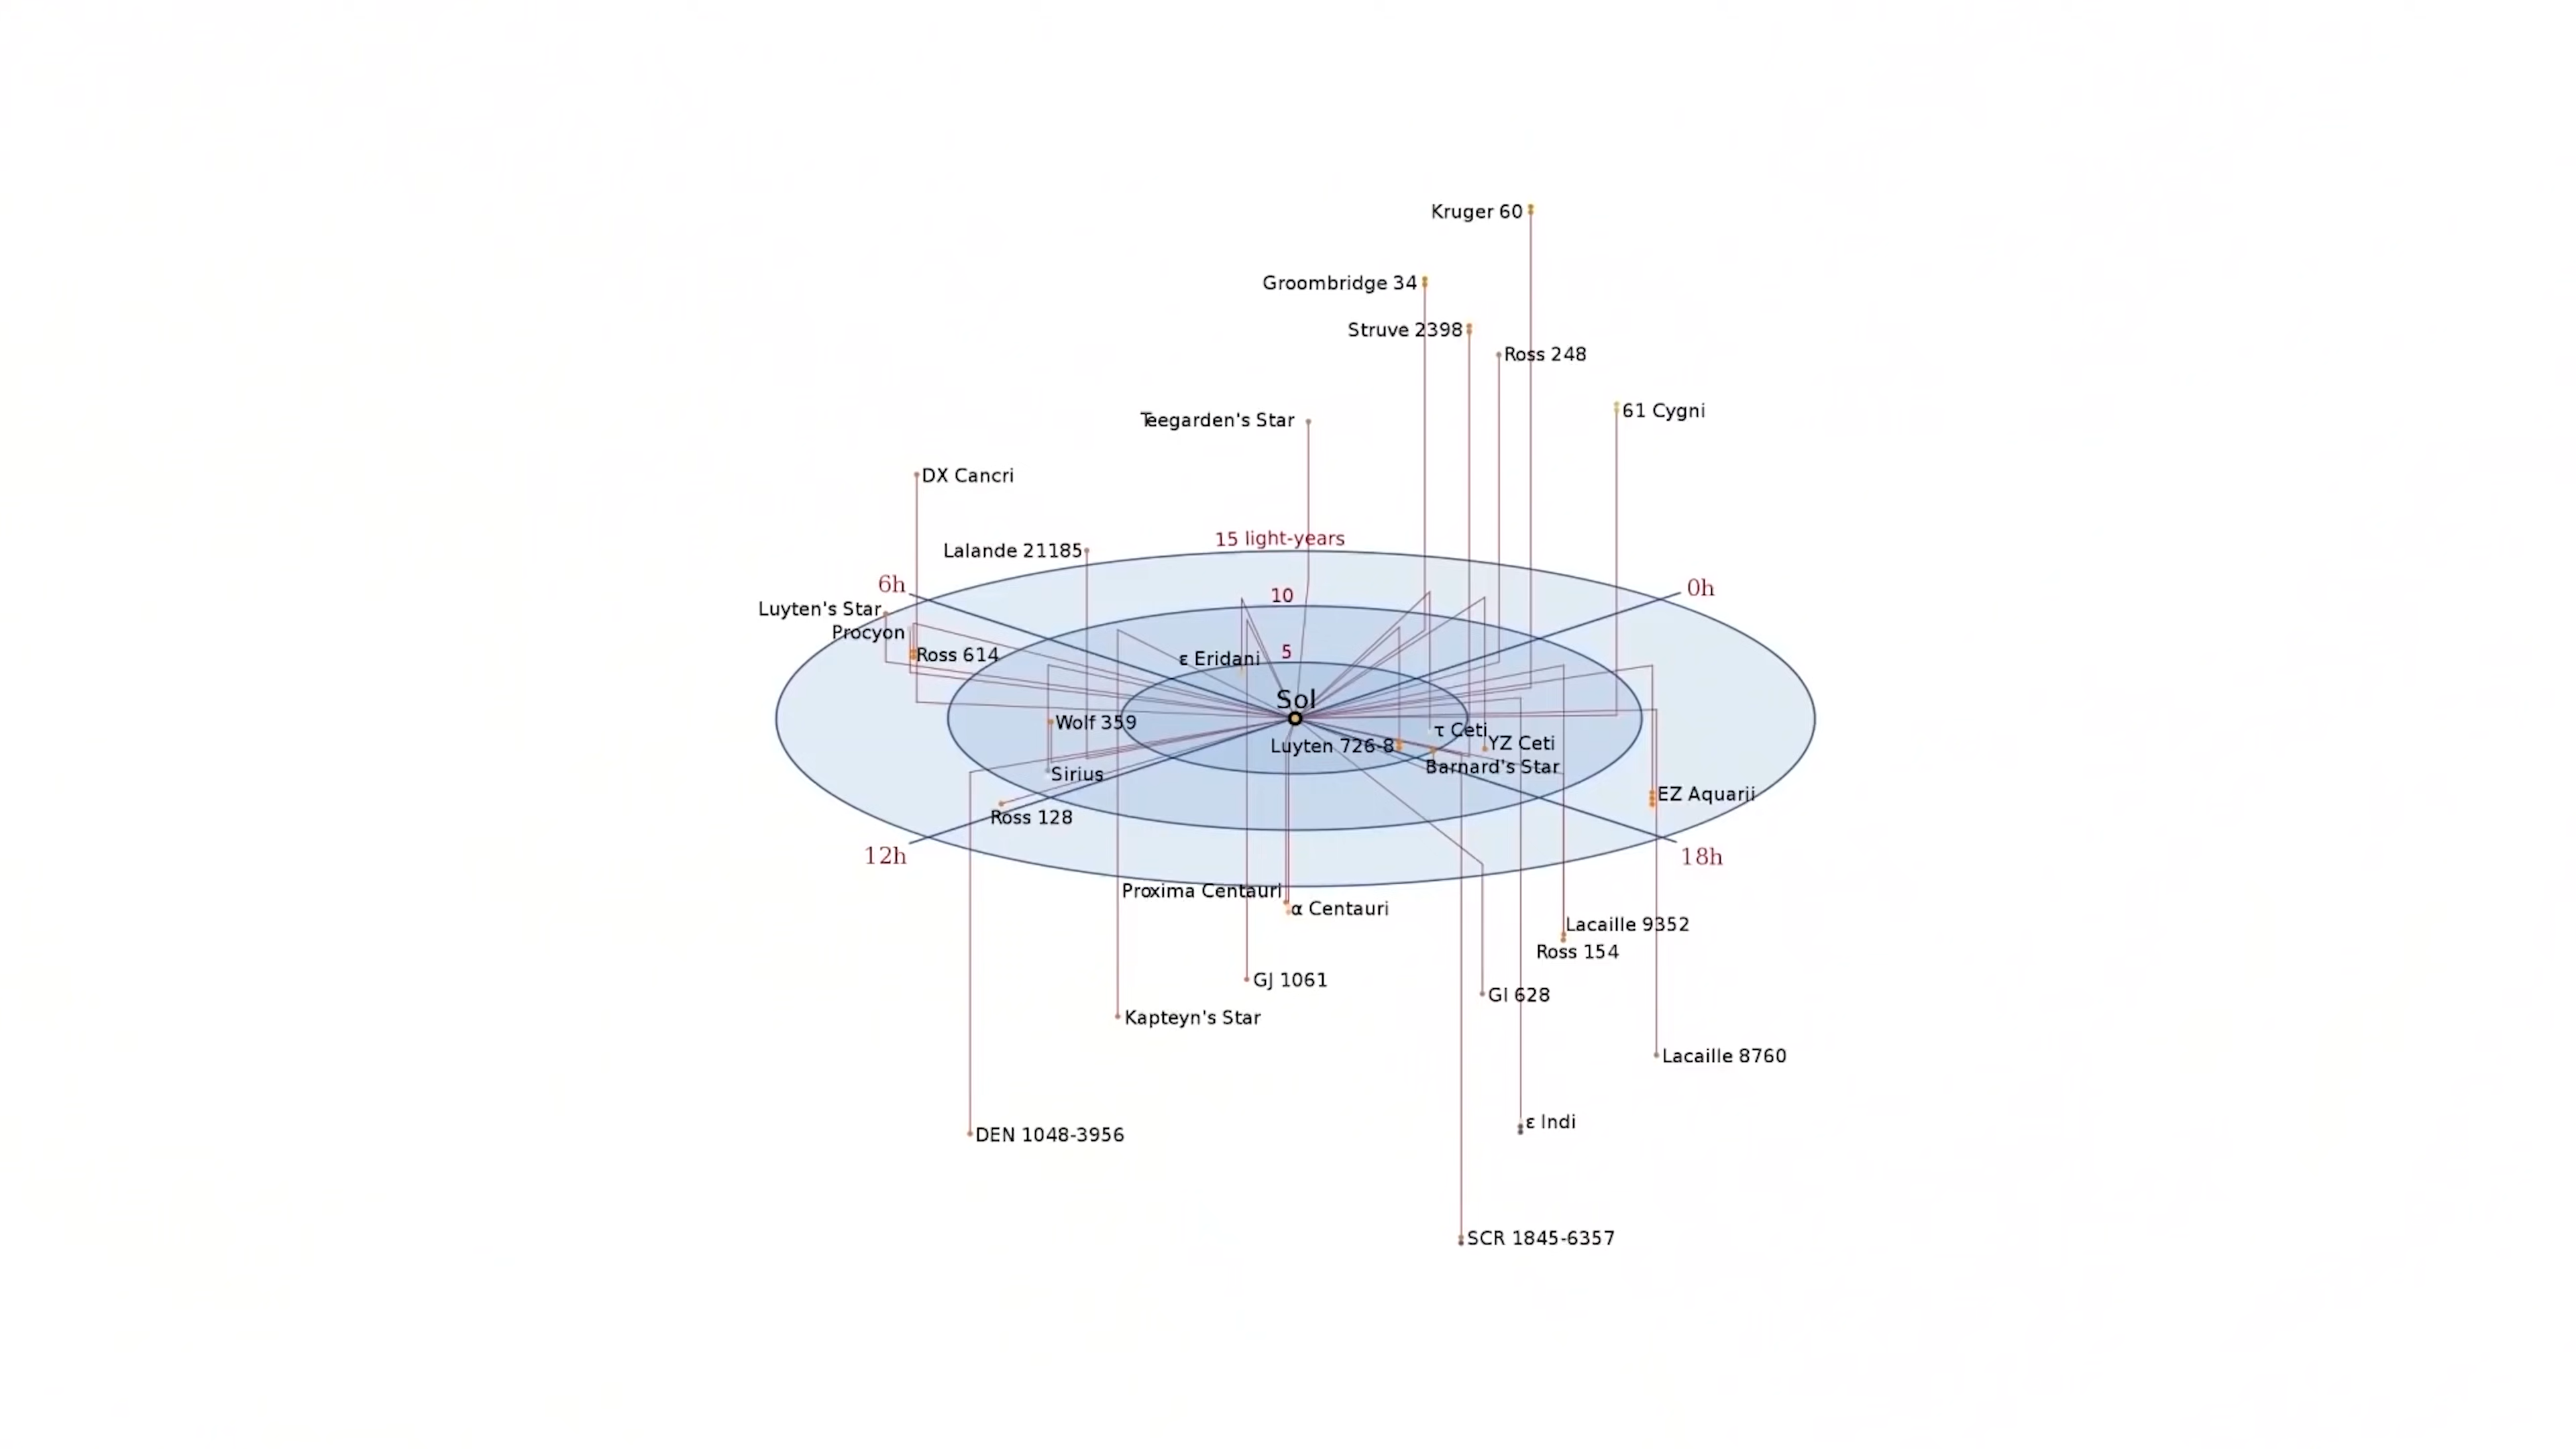 Kruger 60
Groombridge 34
Struve 2398
Ross 248
61 Cygni
Teegarden's Star
DX Cancri
15 light-years
Lalande 21185
6h
0h
10
Luyten's Star
Procyon
Ross 614
ε Eridani
5
Sol
Wolf 359
τ Ceti
Luyten 726-8
YZ Ceti
Barnard's Star
Sirius
EZ Aquarii
Ross 128
12h
18h
Proxima Centauri
α Centauri
Lacaille 9352
Ross 154
GJ 1061
Gl 628
Kapteyn's Star
Lacaille 8760
ε Indi
DEN 1048-3956
SCR 1845-6357